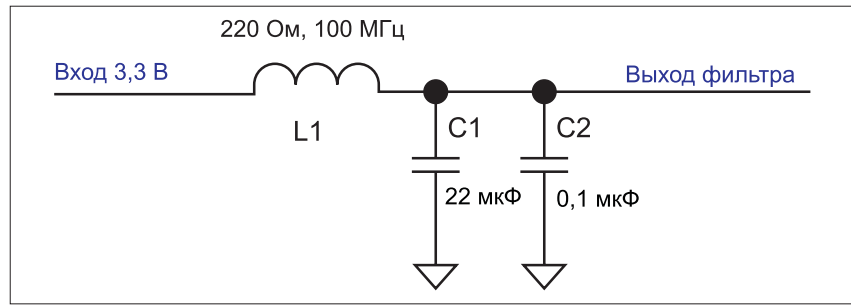 220 Ом, 100 МГц
Вход 3,3 В
Выход фильтра
L1
C1
C2
22 мкФ
0,1 мкФ